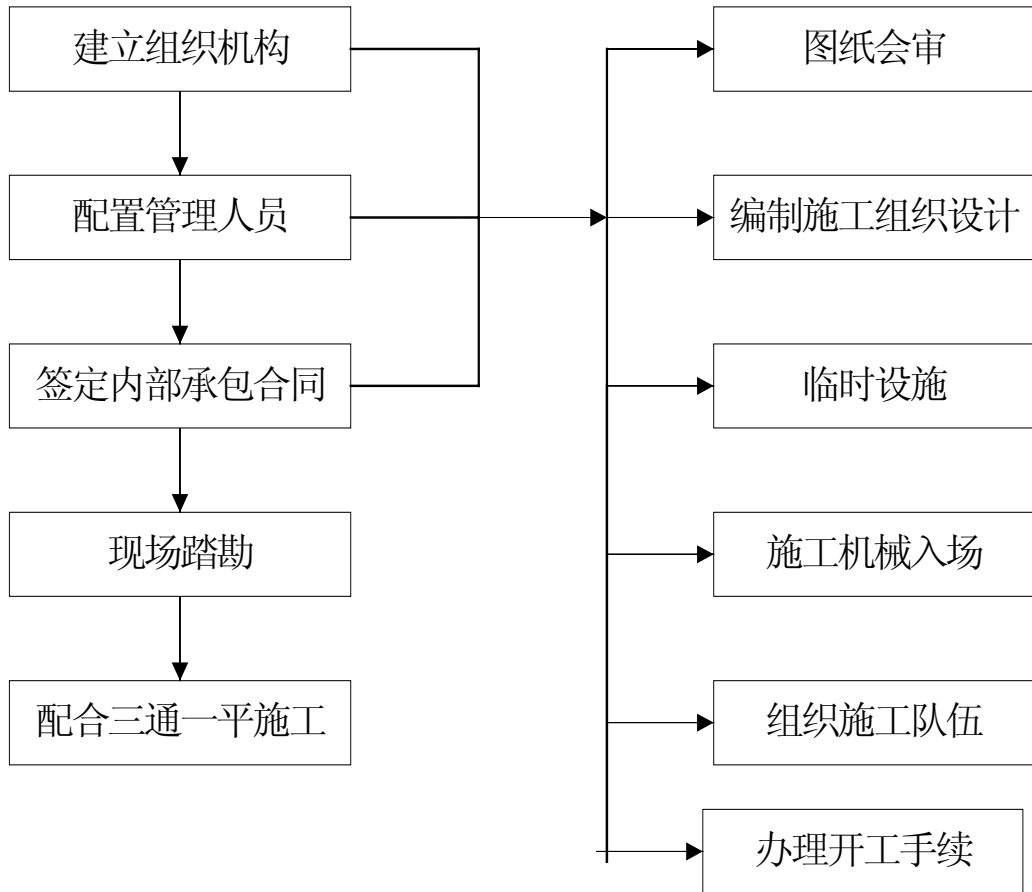 建立组织机构
配置管理人员
签定内部承包合同
现场踏勘
配合三通一平施工
图纸会审
编制施工组织设计
临时设施
施工机械入场
组织施工队伍
办理开工手续